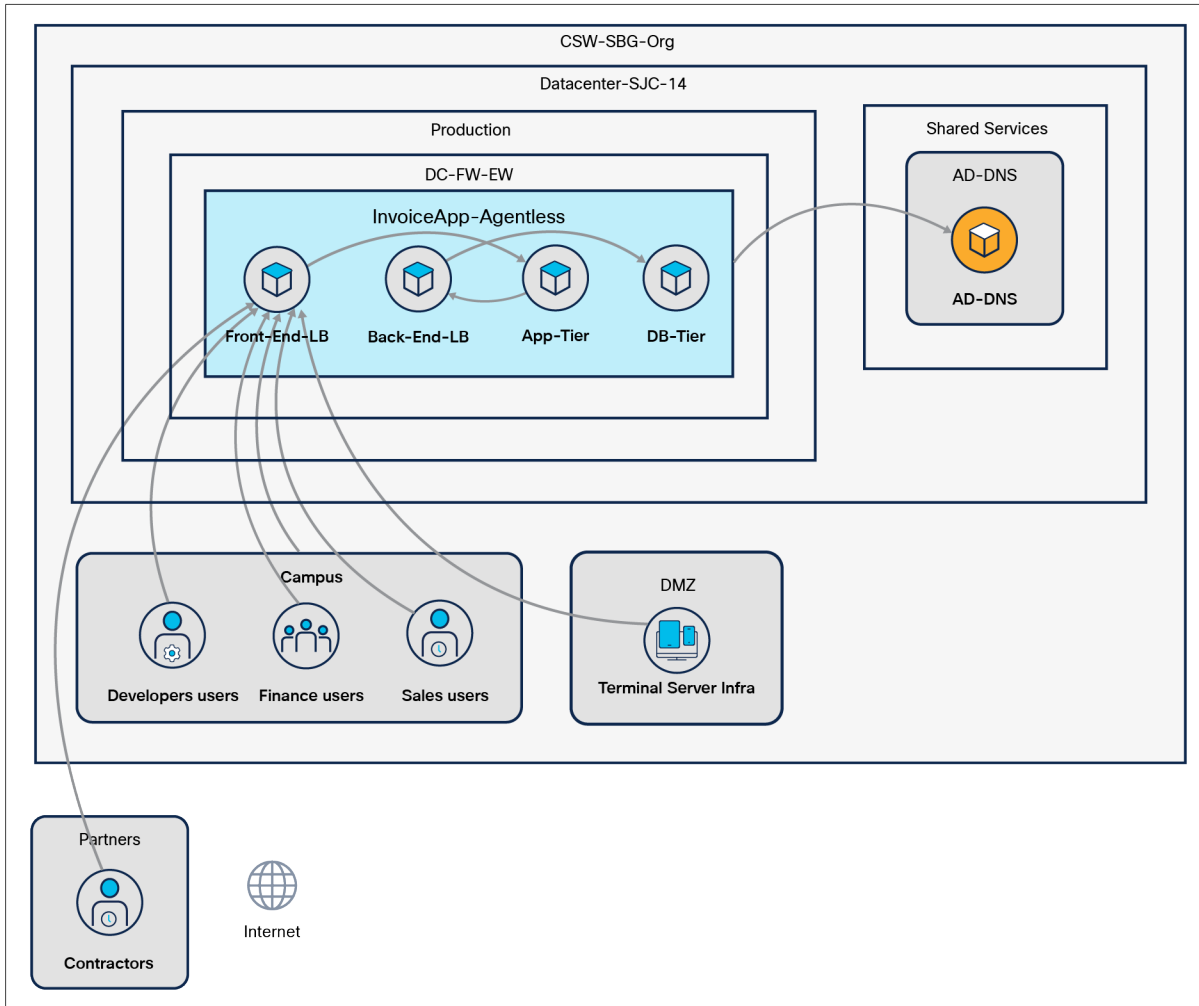 CSW-SBG-Org
Datacenter-SJC-14
Production
Shared Services
DC-FW-EW
AD-DNS
InvoiceApp-Agentless
AD-DNS
Front-End-LB
Back-End-LB
App-Tier
DB-Tier
Campus
DMZ
Developers users
Finance users
Sales users
Terminal Server Infra
Partners
Contractors
Internet